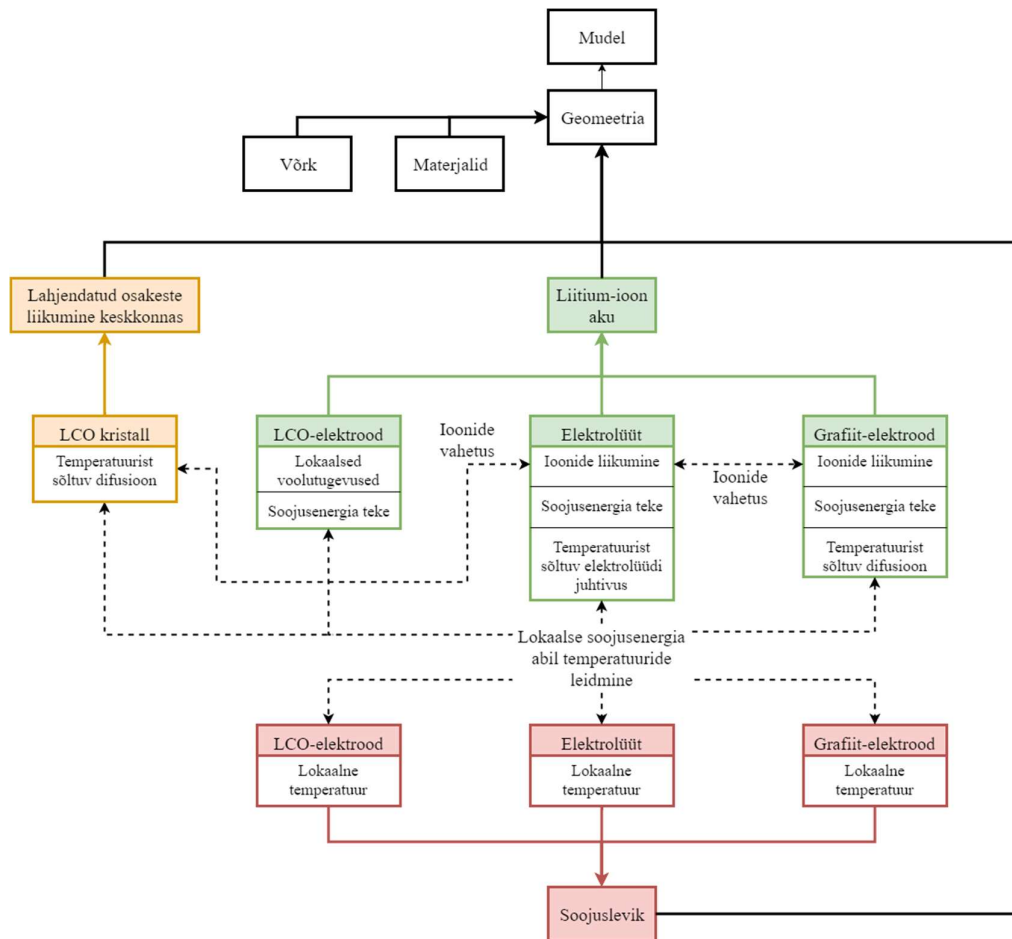 Mudel
Geomeetria
Võrk
Materjalid
Lahjendatud osakeste
liikumine keskkonnas
Liitium-ioon
aku
LCO kristall
Temperatuurist
sõltuv difusioon
LCO-elektrood
Lokaalsed
voolutugevused
Soojusenergia teke
Ioonide
vahetus
Elektrolüüt
Ioonide liikumine
Soojusenergia teke
Temperatuurist
sõltuv elektrolüüdi
juhtivus
Ioonide
vahetus
Grafiit-elektrood
Ioonide liikumine
Soojusenergia teke
Temperatuurist
sõltuv difusioon
Lokaalse soojusenergia
abil temperatuuride
leidmine
LCO-elektrood
Lokaalne
temperatuur
Elektrolüüt
Lokaalne
temperatuur
Grafiit-elektrood
Lokaalne
temperatuur
Soojuslevik